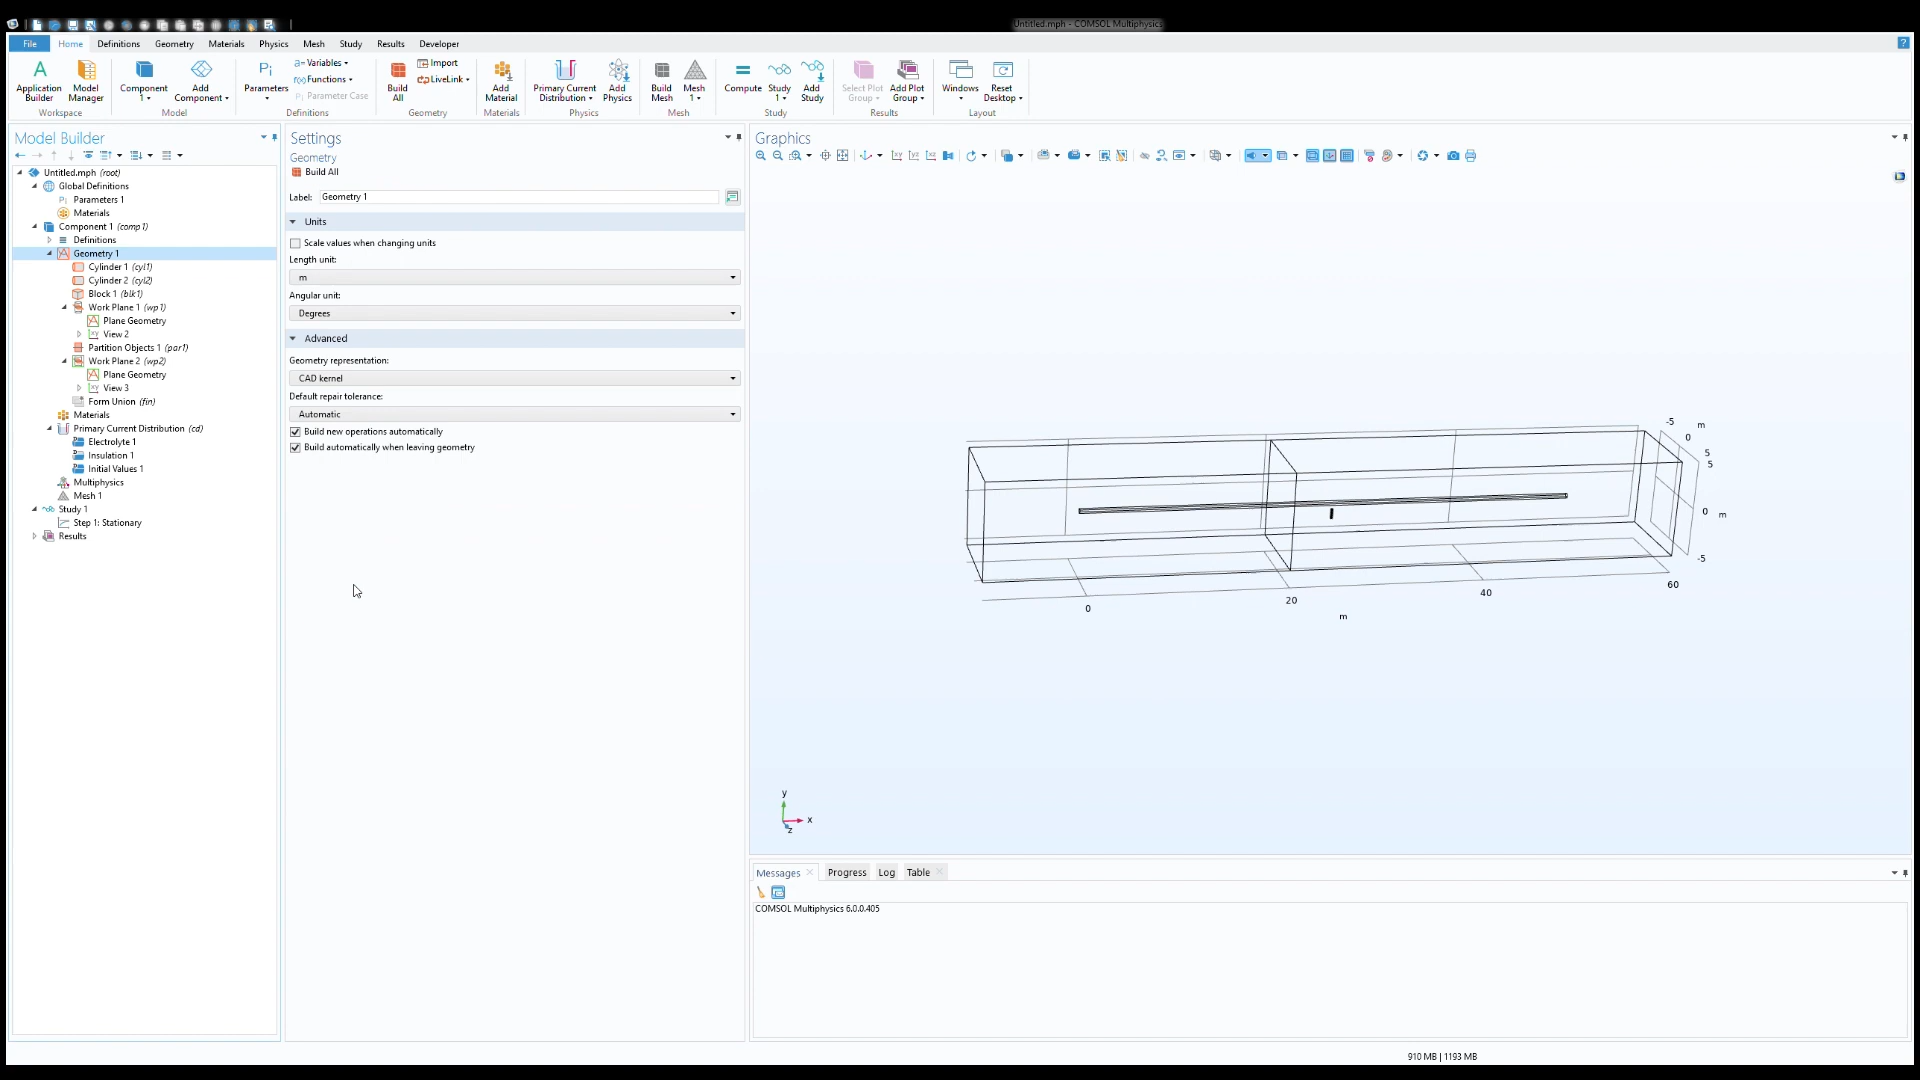 Untitled.mph - COMSOL Multiphysics
File Home Definitions Geometry Materials Physics Mesh Study Results Developer
Application Builder
Model Manager
Workspace
Component 1
Add Component
Model
Parameters
a= Variables
f(x) Functions
Pi Parameter Case
Definitions
Build All
Import
LiveLink
Geometry
Add Material
Materials
Primary Current Distribution
Add Physics
Physics
Build Mesh
Mesh 1
Mesh
Compute
Study 1
Add Study
Study
Select Plot Group
Add Plot Group
Results
Windows
Reset Desktop
Layout
Model Builder
Untitled.mph (root)
Global Definitions
Pi Parameters 1
Materials
Component 1 (comp1)
Definitions
Geometry 1
Cylinder 1 (cyl1)
Cylinder 2 (cyl2)
Block 1 (blk1)
Work Plane 1 (wp1)
Plane Geometry
View 2
Partition Objects 1 (par1)
Work Plane 2 (wp2)
Plane Geometry
View 3
Form Union (fin)
Materials
Primary Current Distribution (cd)
Electrolyte 1
Insulation 1
Initial Values 1
Multiphysics
Mesh 1
Study 1
Step 1: Stationary
Results
Settings
Geometry
Build All
Label: Geometry 1
Units
Scale values when changing units
Length unit:
m
Angular unit:
Degrees
Advanced
Geometry representation:
CAD kernel
Default repair tolerance:
Automatic
Build new operations automatically
Build automatically when leaving geometry
Graphics
-5
m
0
5
5
0
m
-5
60
40
20
0
m
y
x
z
Messages Progress Log Table
COMSOL Multiphysics 6.0.0.405
910 MB | 1193 MB